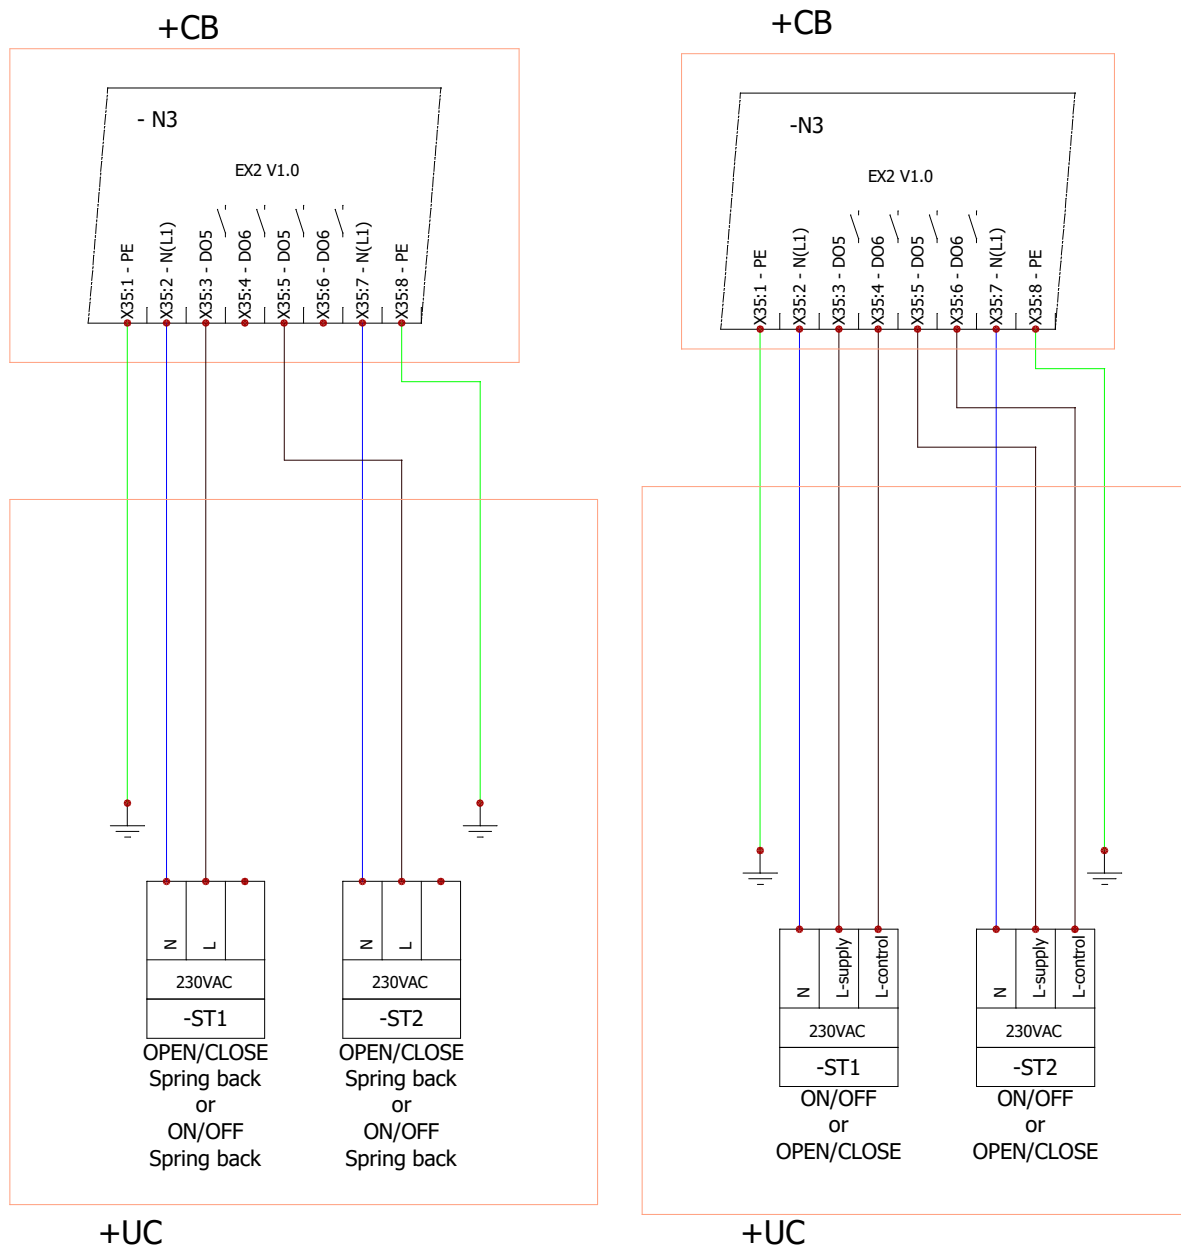 +CB
- N3
EX2 V1.0
X35:1 - PE
X35:2 - N(L1)
X35:3 - DO5
X35:4 - DO6
X35:5 - DO5
X35:6 - DO6
X35:7 - N(L1)
X35:8 - PE
N
L
230VAC
-ST1
OPEN/CLOSE
Spring back
or
ON/OFF
Spring back
N
L
230VAC
-ST2
OPEN/CLOSE
Spring back
or
ON/OFF
Spring back
+UC
+CB
-N3
EX2 V1.0
X35:1 - PE
X35:2 - N(L1)
X35:3 - DO5
X35:4 - DO6
X35:5 - DO5
X35:6 - DO6
X35:7 - N(L1)
X35:8 - PE
N
L-supply
L-control
230VAC
-ST1
ON/OFF
or
OPEN/CLOSE
N
L-supply
L-control
230VAC
-ST2
ON/OFF
or
OPEN/CLOSE
+UC